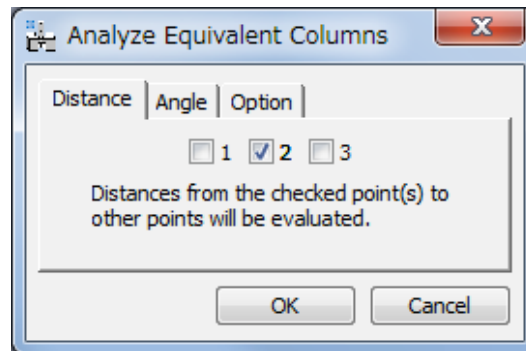 Analyze Equivalent Columns
Distance Angle Option
1 2 3
Distances from the checked point(s) to
other points will be evaluated.
OK Cancel